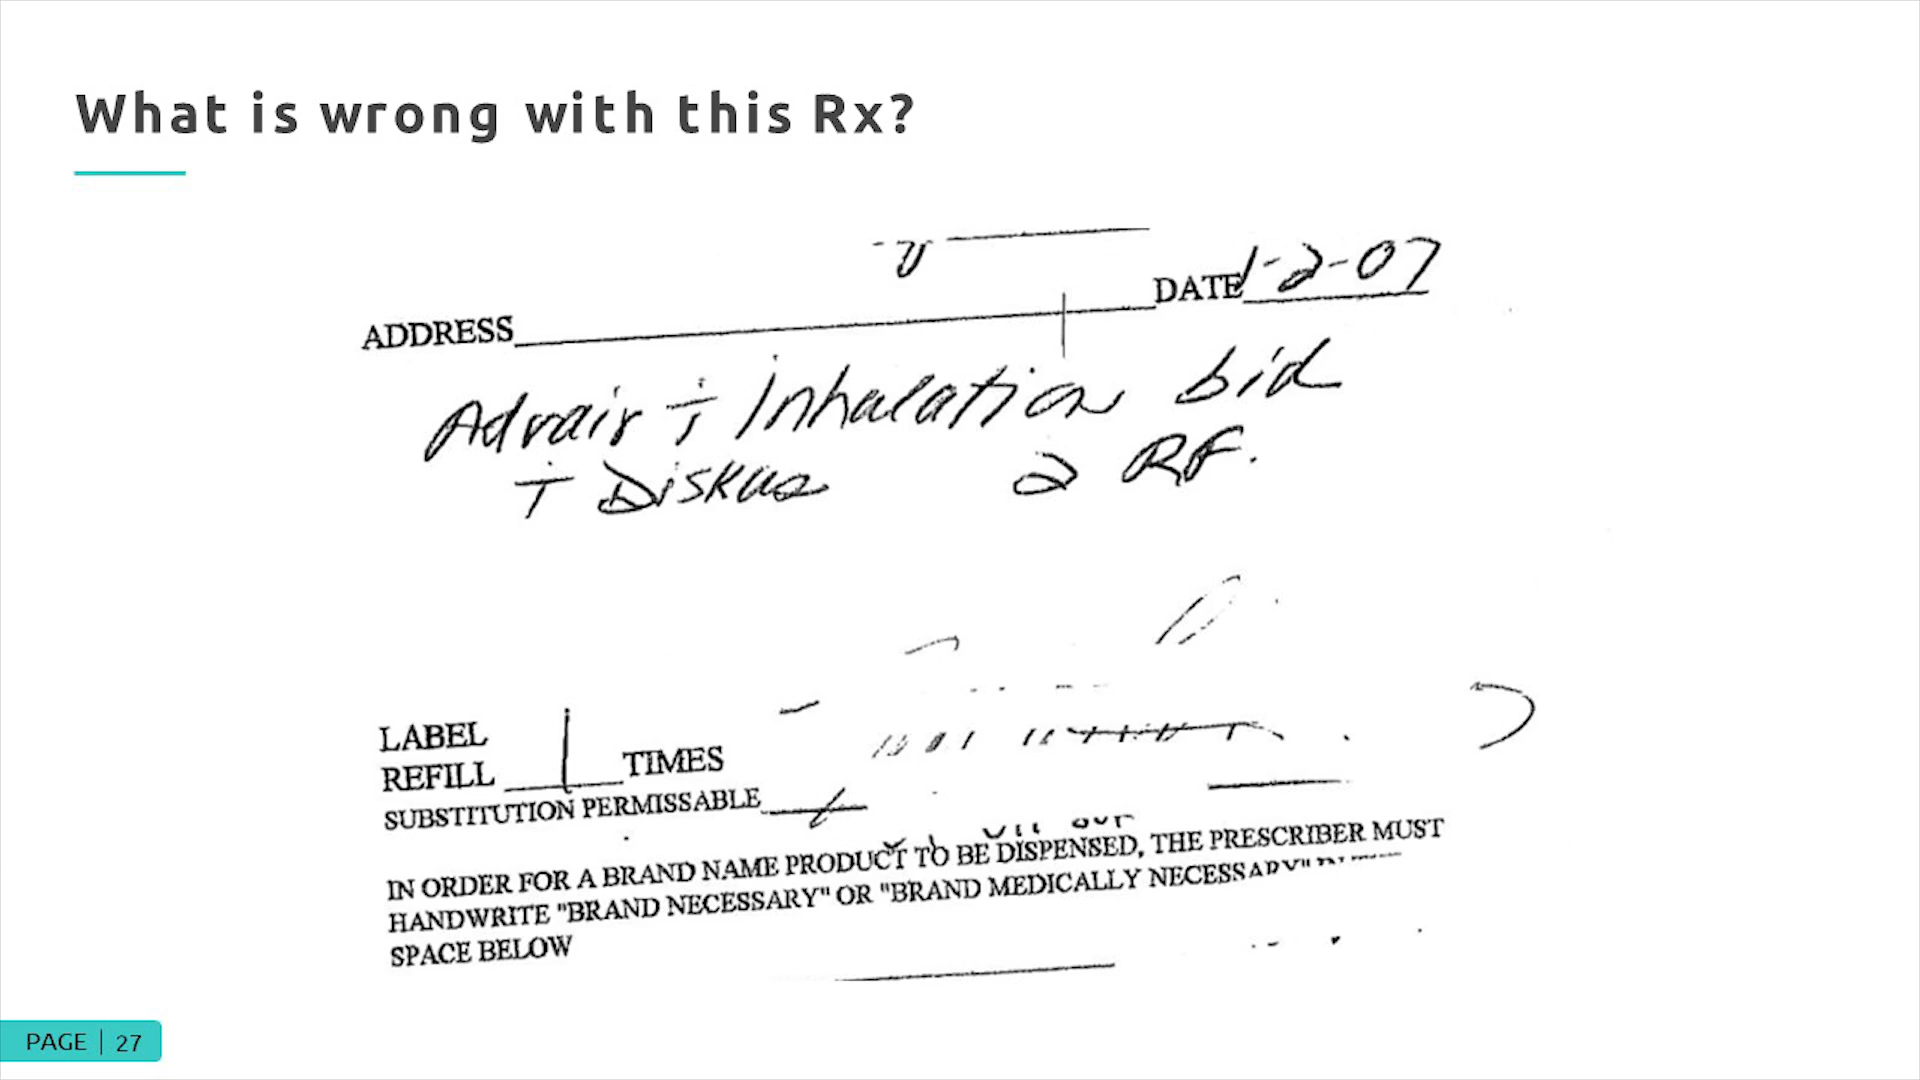 What is wrong with this Rx?
DATE 1-2-07
ADDRESS
Advair i Inhalation bid
i Diskus 2 RF.
LABEL
REFILL 1 TIMES
SUBSTITUTION PERMISSABLE
IN ORDER FOR A BRAND NAME PRODUCT TO BE DISPENSED, THE PRESCRIBER MUST
HANDWRITE "BRAND NECESSARY" OR "BRAND MEDICALLY NECESSARY"
SPACE BELOW
PAGE | 27